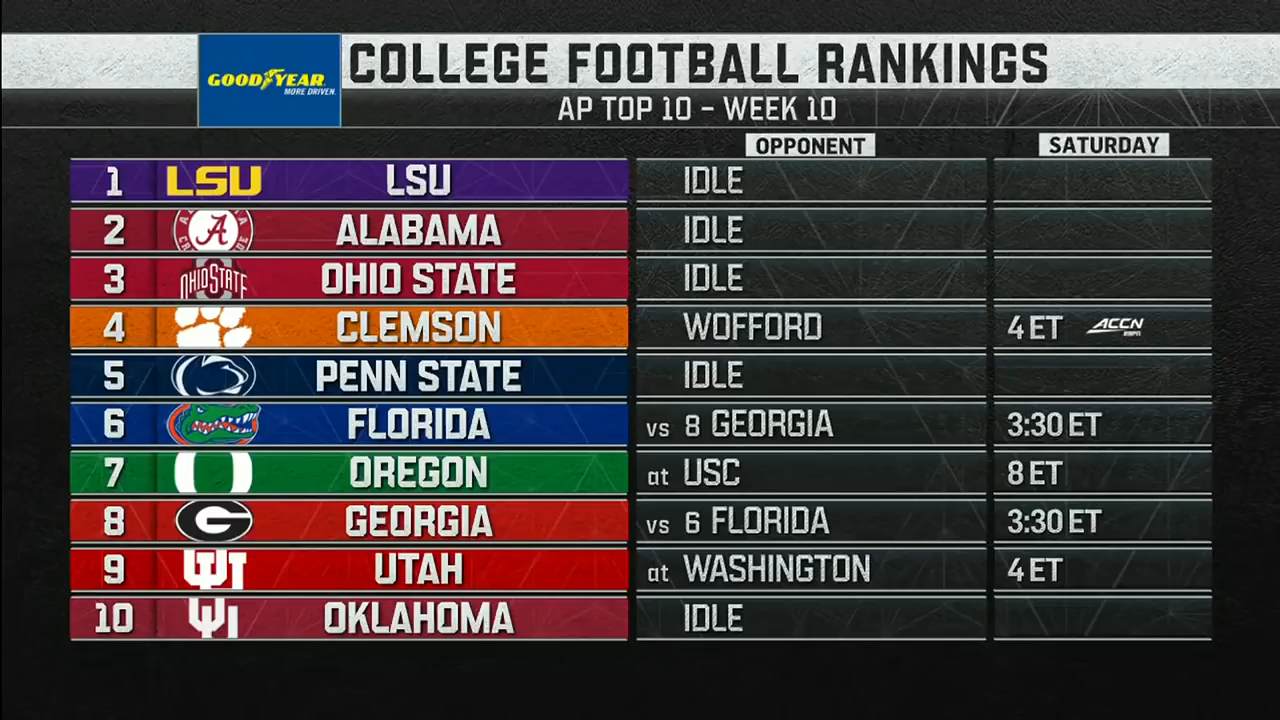 GOODYEAR
MORE DRIVEN
COLLEGE FOOTBALL RANKINGS
AP TOP 10 - WEEK 10
OPPONENT SATURDAY
1 LSU LSU IDLE
2 A ALABAMA IDLE
3 OHIO STATE OHIO STATE IDLE
4 CLEMSON WOFFORD 4 ET ACCN ESPN
5 PENN STATE IDLE
6 FLORIDA vs 8 GEORGIA 3:30 ET
7 O OREGON at USC 8 ET
8 G GEORGIA vs 6 FLORIDA 3:30 ET
9 UTAH at WASHINGTON 4 ET
10 OKLAHOMA IDLE